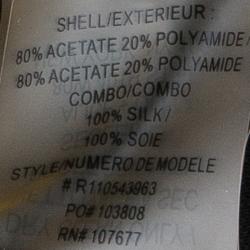 SHELL/EXTERIEUR :
80% ACETATE 20% POLYAMIDE/
80% ACETATE 20% POLYAMIDE
COMBO/COMBO
100% SILK/
100% SOIE
STYLE/NUMERO DE MODELE
# R110543963
PO# 103808
RN# 107677